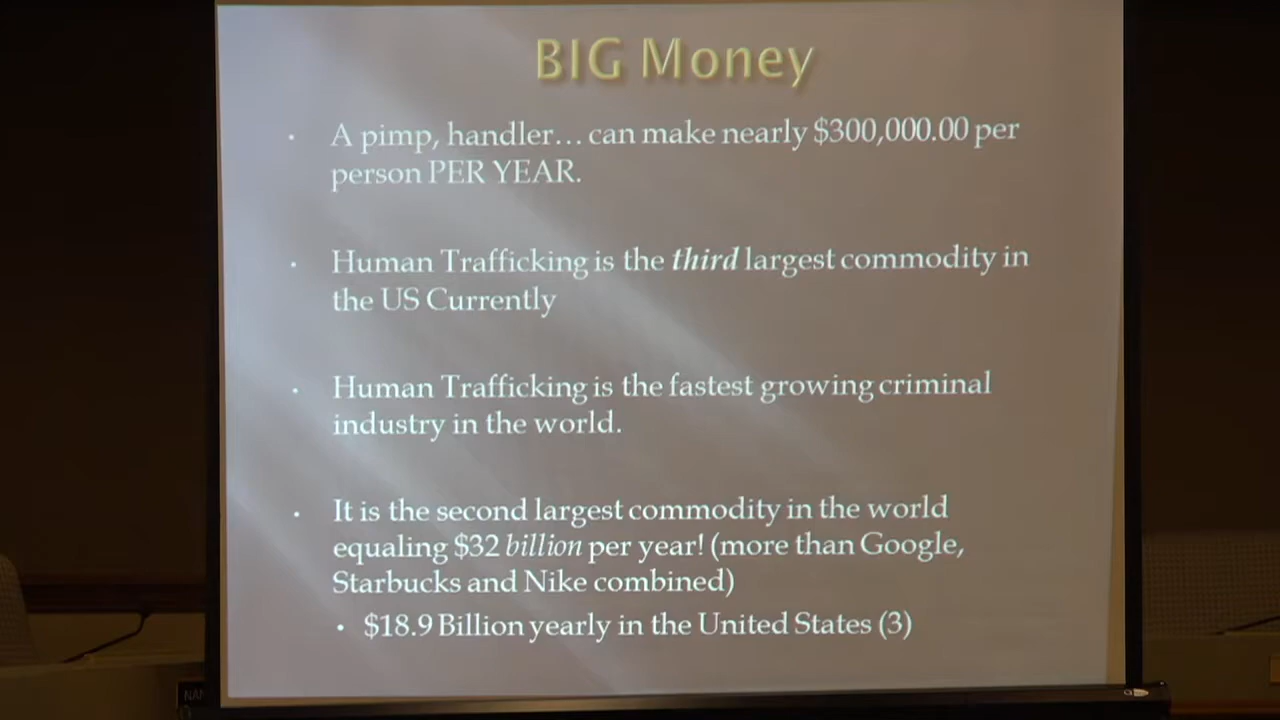 BIG Money
• A pimp, handler... can make nearly $300,000.00 per
person PER YEAR.
• Human Trafficking is the third largest commodity in
the US Currently
• Human Trafficking is the fastest growing criminal
industry in the world.
• It is the second largest commodity in the world
equaling $32 billion per year! (more than Google,
Starbucks and Nike combined)
• $18.9 Billion yearly in the United States (3)